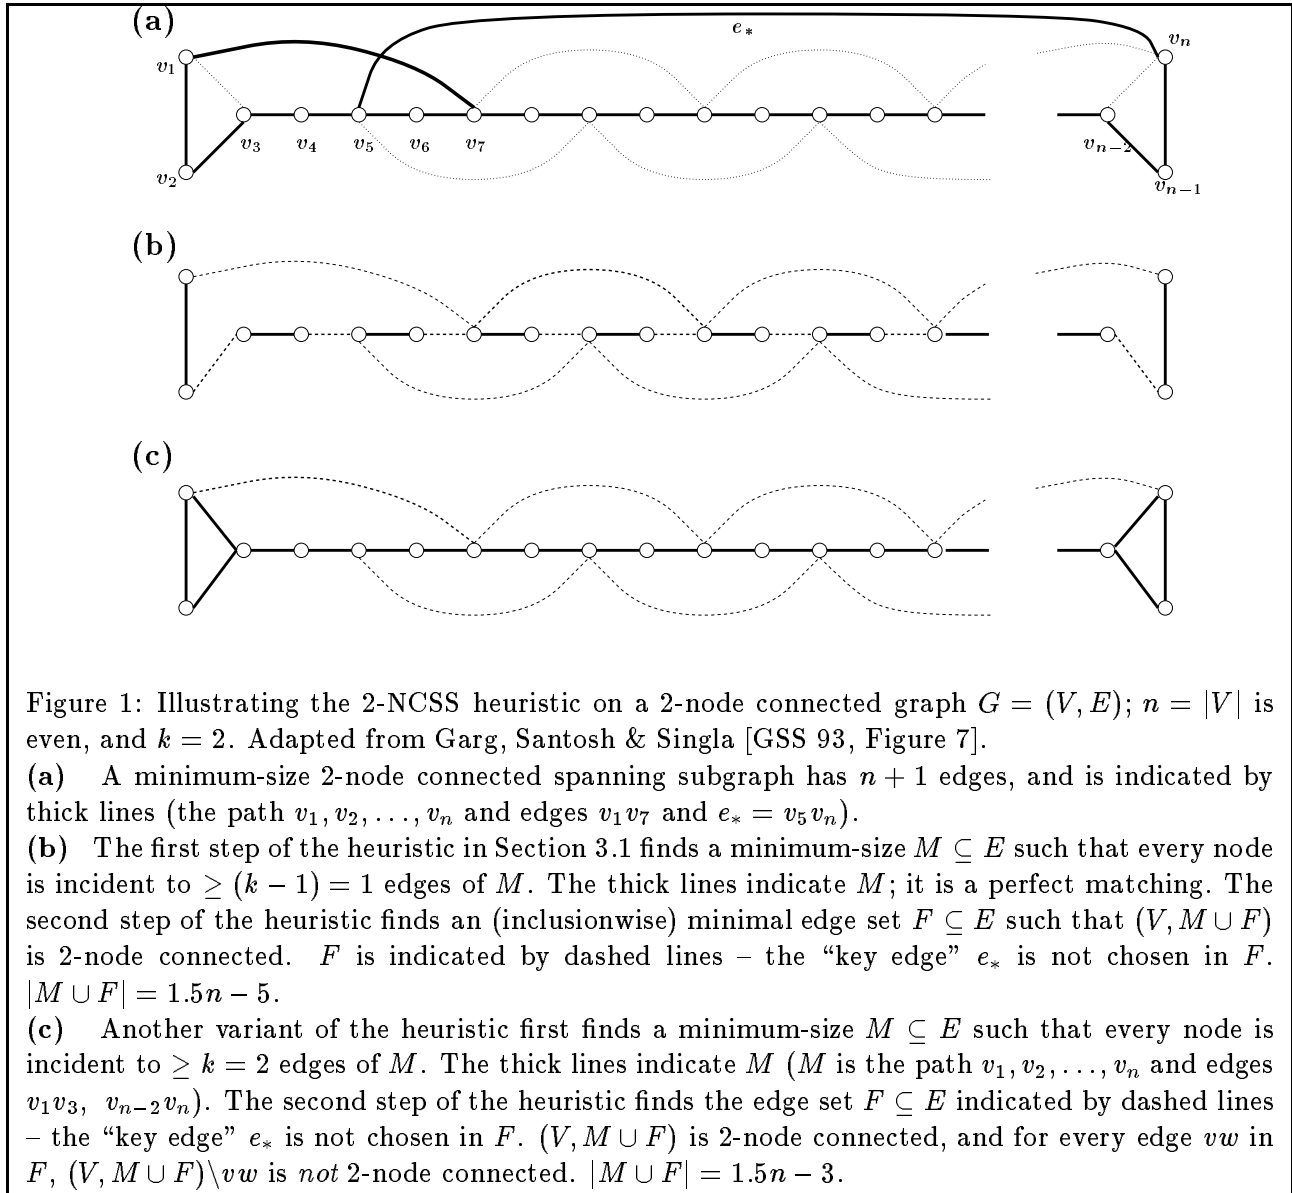 (a)
e∗
vn
v1
v3 v4 v5 v6 v7 vn−2
v2
vn−1
(b)
(c)
Figure 1: Illustrating the 2-NCSS heuristic on a 2-node connected graph G = (V, E); n = |V| is
even, and k = 2. Adapted from Garg, Santosh & Singla [GSS 93, Figure 7].
(a) A minimum-size 2-node connected spanning subgraph has n + 1 edges, and is indicated by
thick lines (the path v1, v2, . . . , vn and edges v1v7 and e∗ = v5vn).
(b) The first step of the heuristic in Section 3.1 finds a minimum-size M ⊆ E such that every node
is incident to ≥ (k − 1) = 1 edges of M. The thick lines indicate M; it is a perfect matching. The
second step of the heuristic finds an (inclusionwise) minimal edge set F ⊆ E such that (V, M ∪ F)
is 2-node connected. F is indicated by dashed lines – the “key edge” e∗ is not chosen in F.
|M ∪ F| = 1.5n − 5.
(c) Another variant of the heuristic first finds a minimum-size M ⊆ E such that every node is
incident to ≥ k = 2 edges of M. The thick lines indicate M (M is the path v1, v2, . . . , vn and edges
v1v3, vn−2vn). The second step of the heuristic finds the edge set F ⊆ E indicated by dashed lines
– the “key edge” e∗ is not chosen in F. (V, M ∪ F) is 2-node connected, and for every edge vw in
F, (V, M ∪ F)\vw is not 2-node connected. |M ∪ F| = 1.5n − 3.